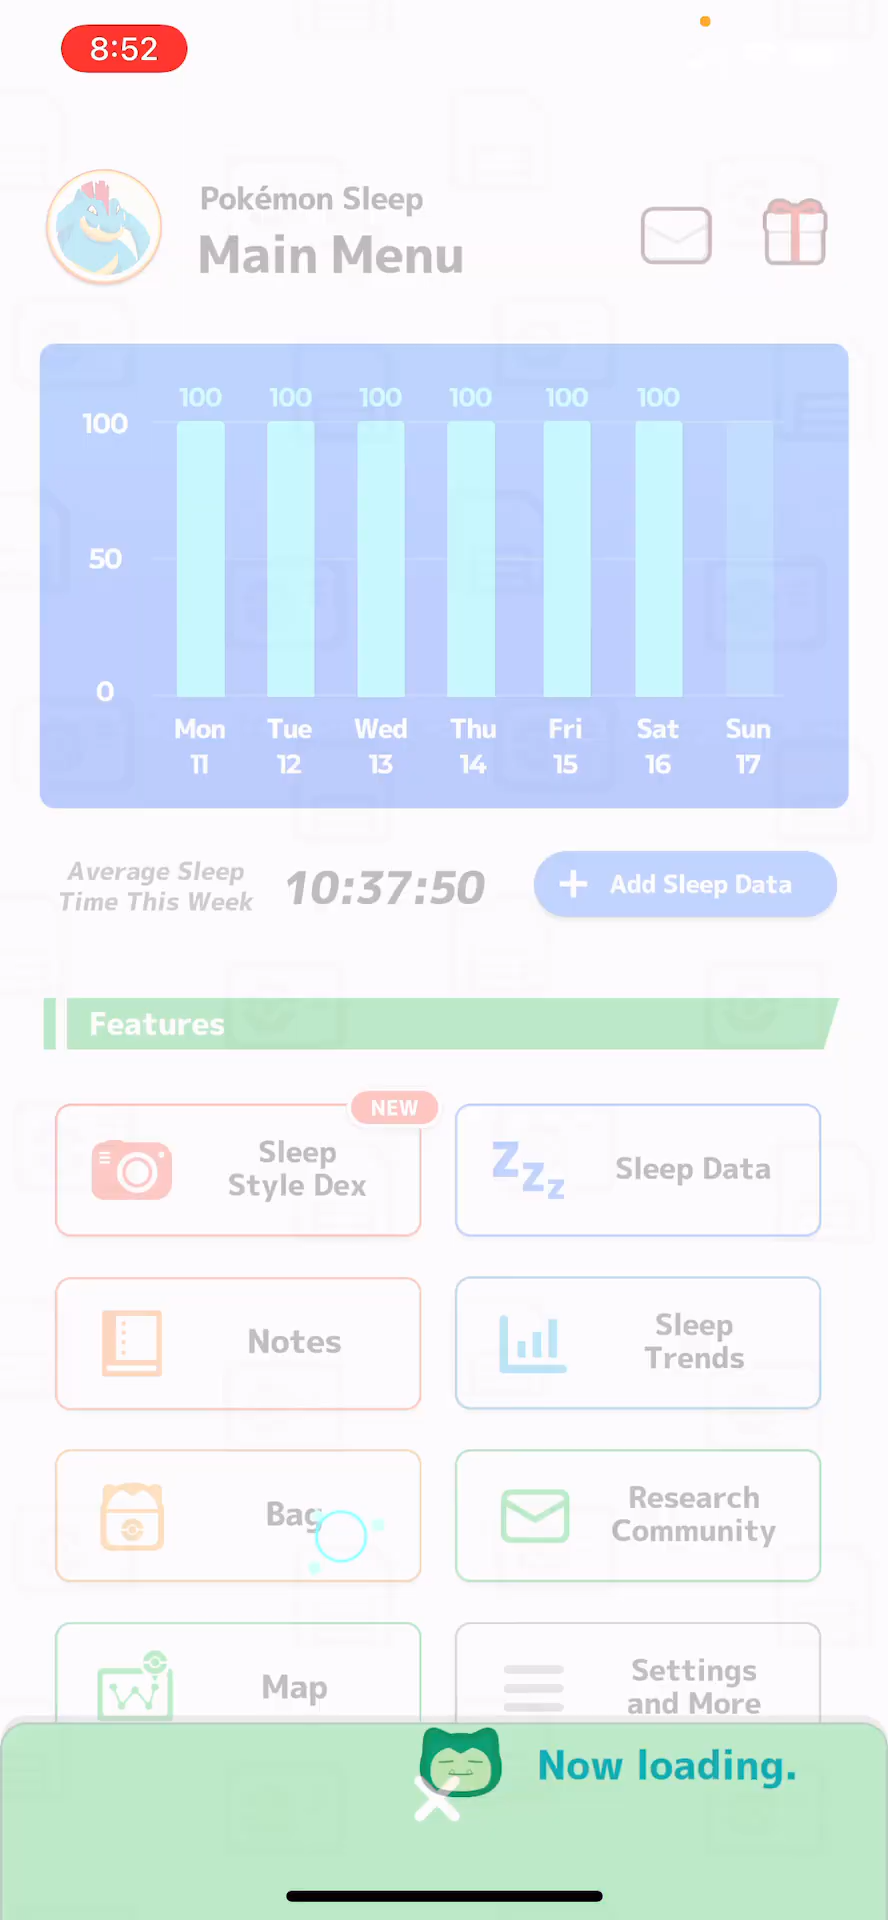 8:52
Pokémon Sleep
Main Menu
100 100 100 100 100 100
100
50
0
Mon Tue Wed Thu Fri Sat Sun
11 12 13 14 15 16 17
Average Sleep
Time This Week
10:37:50
Add Sleep Data
Features
NEW
Sleep
Style Dex
Sleep Data
Notes
Sleep
Trends
Bag
Research
Community
Map
Settings
and More
Now loading.